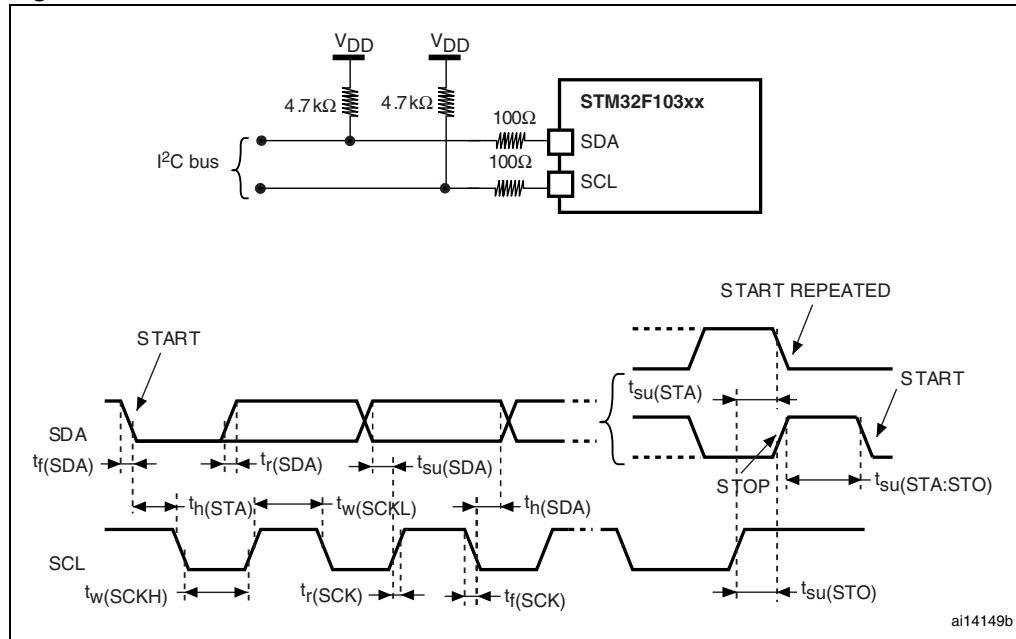 VDD VDD
4.7kΩ 4.7kΩ
STM32F103xx
100Ω
SDA
I²C bus
100Ω
SCL
START REPEATED
START
START
tsu(STA)
SDA
tf(SDA) tr(SDA) tsu(SDA)
STOP tsu(STA:STO)
th(STA) tw(SCKL) th(SDA)
SCL
tw(SCKH) tr(SCK) tf(SCK) tsu(STO)
ai14149b